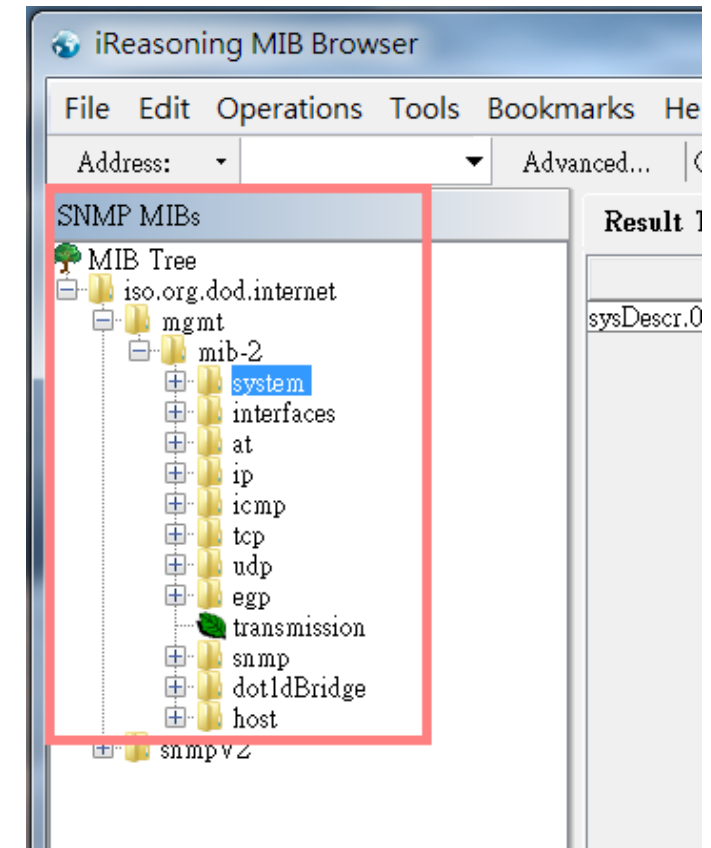 iReasoning MIB Browser
File Edit Operations Tools Bookmarks He
Address: Advanced...
SNMP MIBs
Result
MIB Tree
iso.org.dod.internet
mgmt
sysDescr.0
mib-2
system
interfaces
at
ip
icmp
tcp
udp
egp
transmission
snmp
dot1dBridge
host
snmpV2